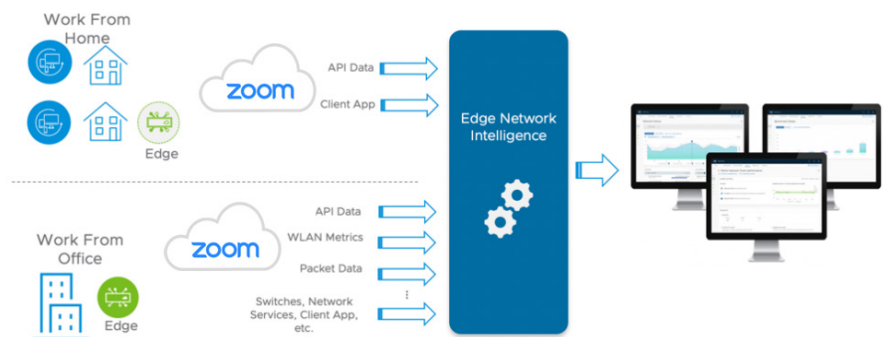 Work From
Home
zoom
API Data
Client App
Edge
Edge Network
Intelligence
Work From
Office
Edge
zoom
API Data
WLAN Metrics
Packet Data
Switches, Network
Services, Client App,
etc.